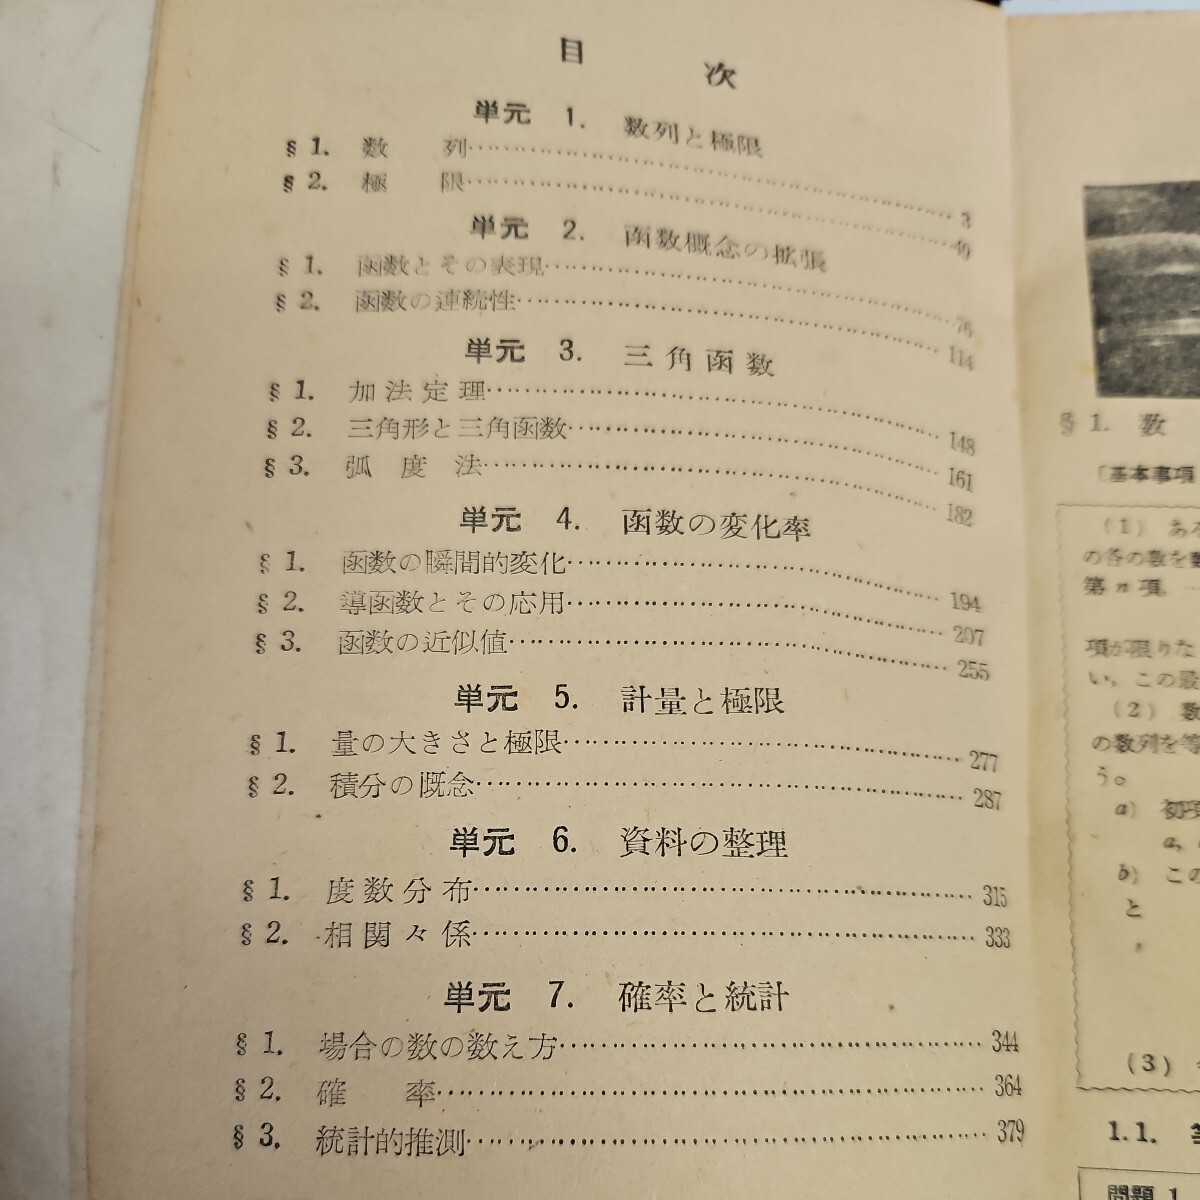 目次
単元 1. 数列と極限
§1. 数列……3
§2. 極限……49
単元 2. 函数概念の拡張
§1. 函数とその表現……76
§2. 函数の連続性……114
単元 3. 三角函数
§1. 加法定理……148
§2. 三角形と三角函数……161
§3. 弧度法……182
単元 4. 函数の変化率
§1. 函数の瞬間的変化……194
§2. 導函数とその応用……207
§3. 函数の近似値……255
単元 5. 計量と極限
§1. 量の大きさと極限……277
§2. 積分の概念……287
単元 6. 資料の整理
§1. 度数分布……315
§2. 相関々係……333
単元 7. 確率と統計
§1. 場合の数の数え方……344
§2. 確率……364
§3. 統計的推測……379
§1. 数
「基本事項
(1) ある
の各の数を
第n項
項が限りな
い，この最
(2) 数
の数列を等
う。
a) 初項
a,
b) この
と
(3)
1.1.
問題 1